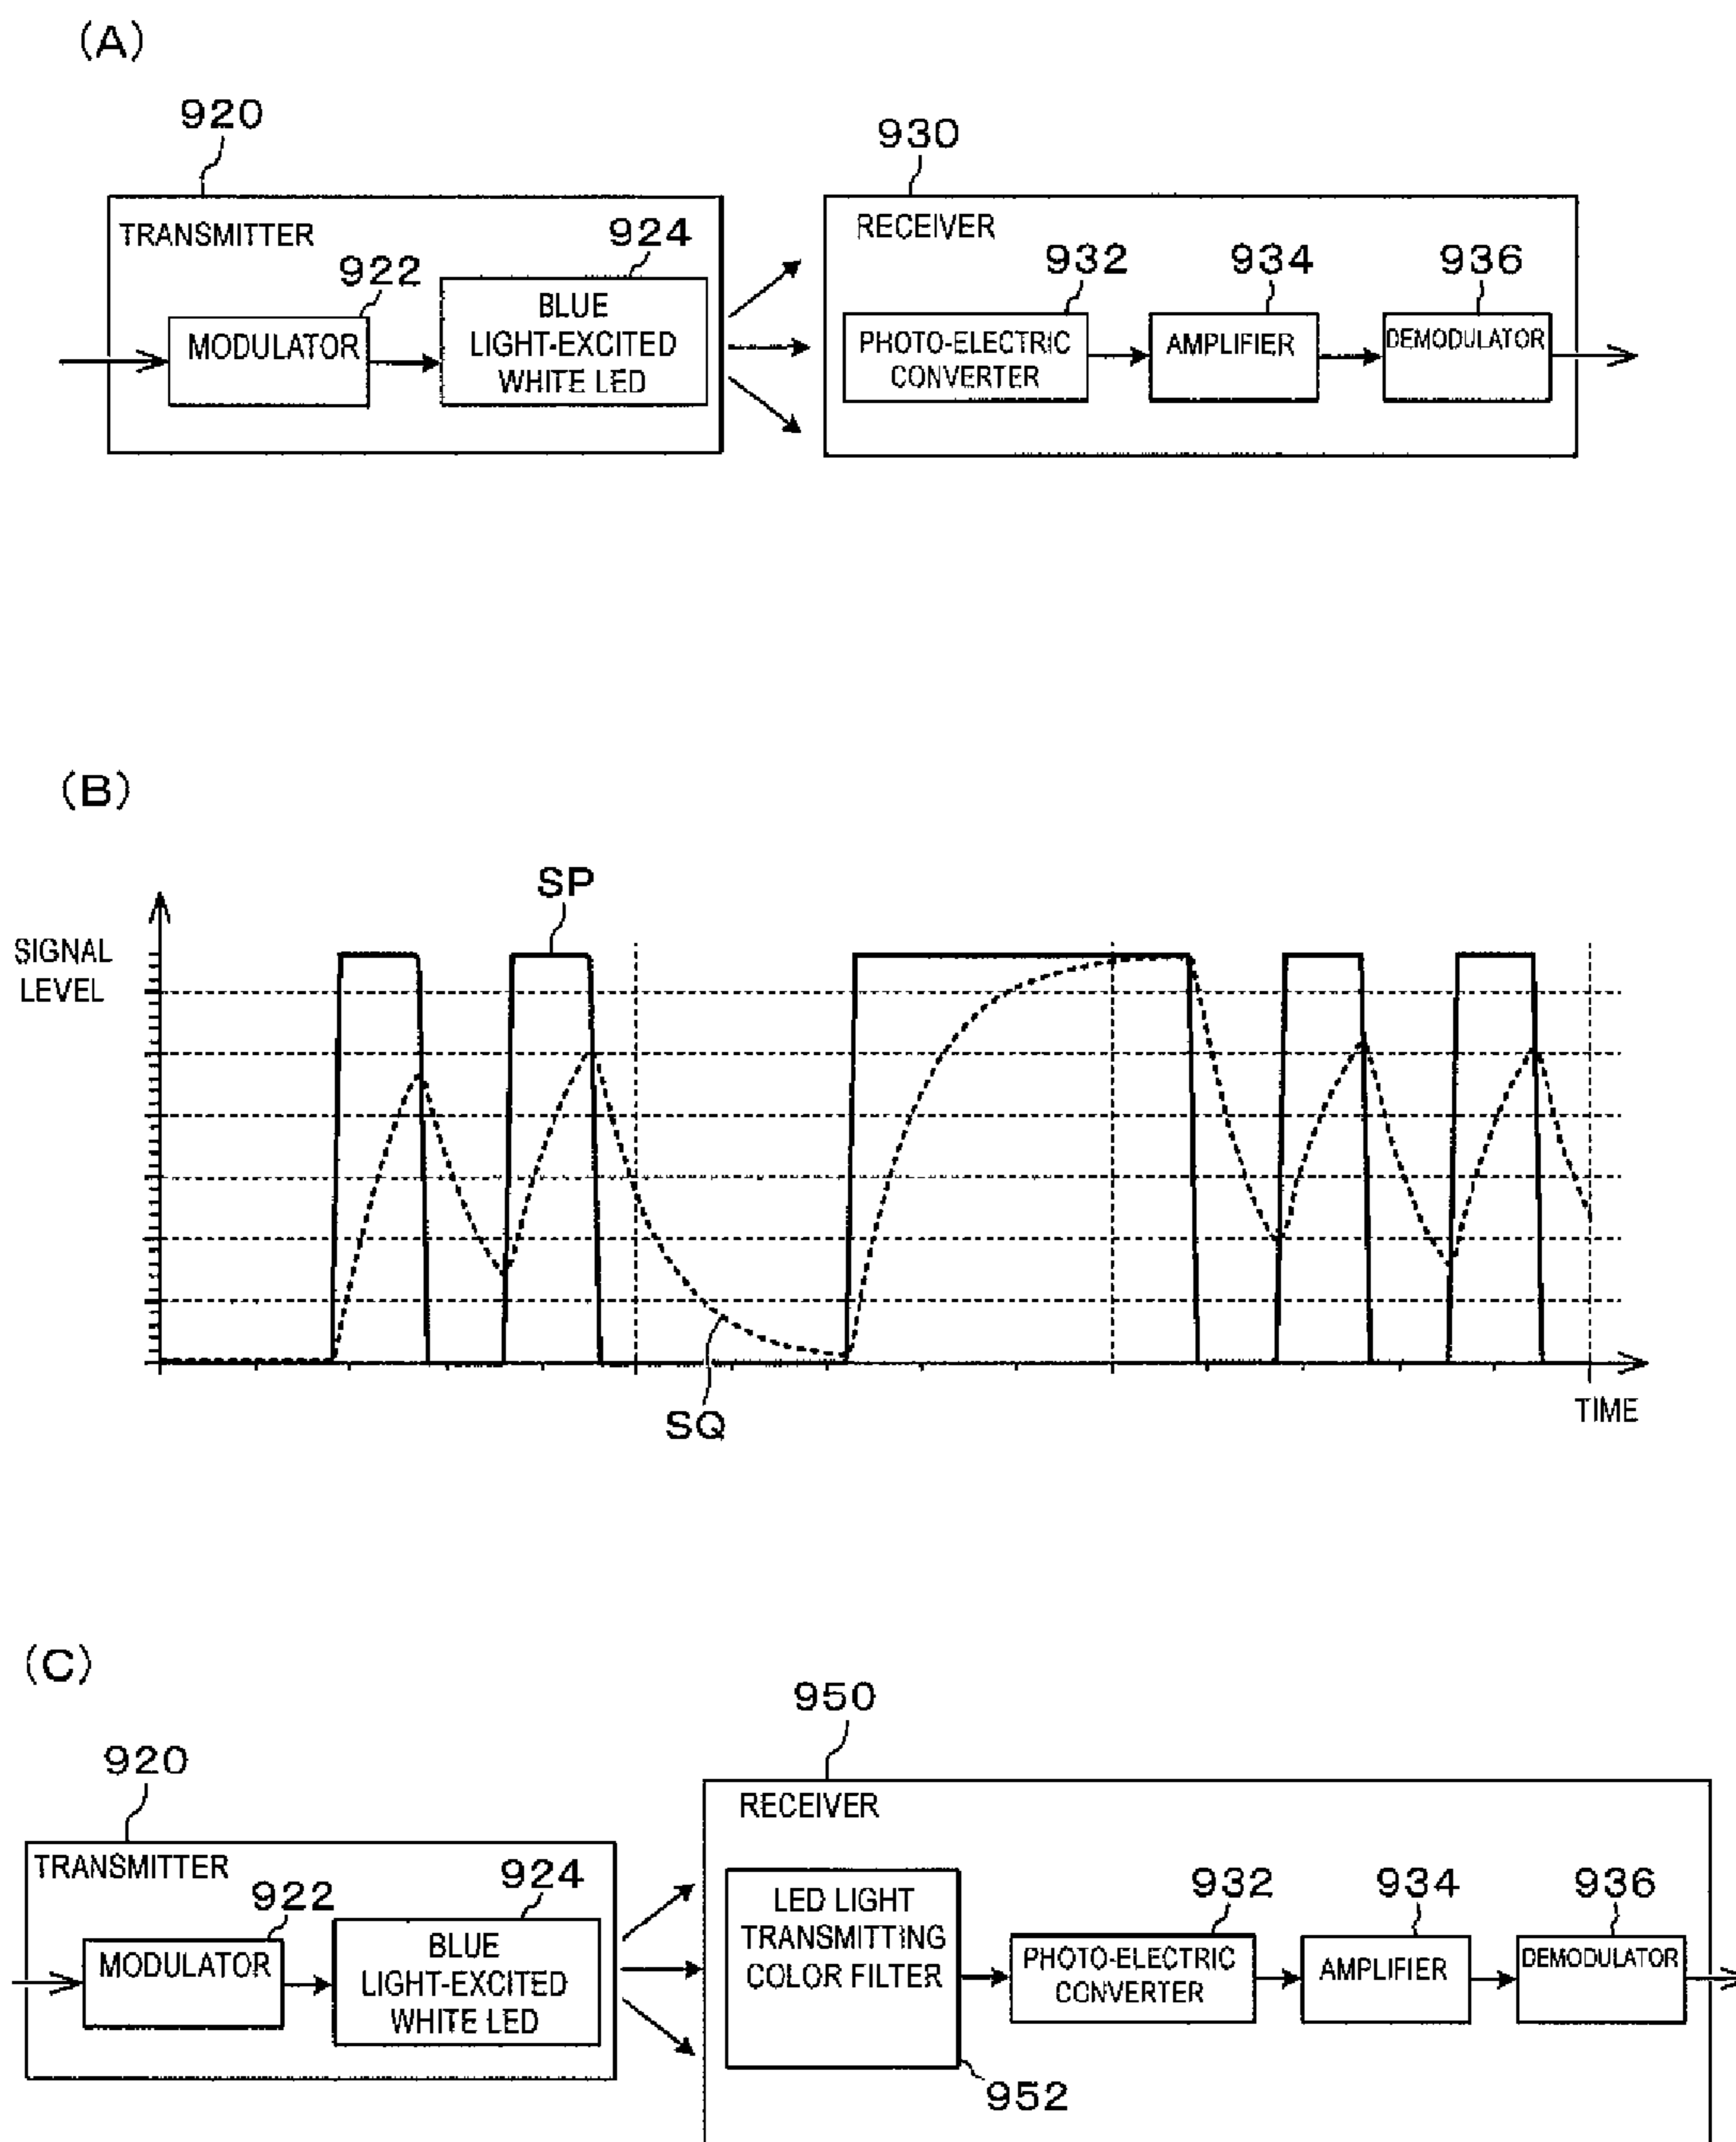 (A)
920
930
TRANSMITTER
924
RECEIVER
922
932
934
936
MODULATOR
BLUE
LIGHT-EXCITED
WHITE LED
PHOTO-ELECTRIC
CONVERTER
AMPLIFIER
DEMODULATOR
(B)
SP
SIGNAL
LEVEL
SQ
TIME
(C)
950
920
RECEIVER
TRANSMITTER
924
922
932
934
936
MODULATOR
BLUE
LIGHT-EXCITED
WHITE LED
LED LIGHT
TRANSMITTING
COLOR FILTER
PHOTO-ELECTRIC
CONVERTER
AMPLIFIER
DEMODULATOR
952